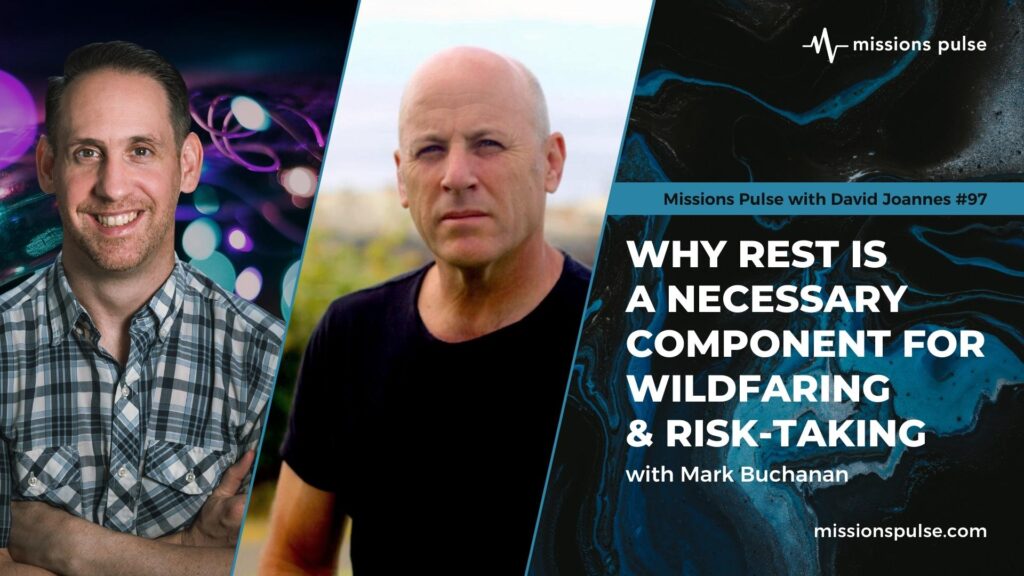 missions pulse
Missions Pulse with David Joannes #97
WHY REST IS
A NECESSARY
COMPONENT FOR
WILDFARING
& RISK-TAKING
with Mark Buchanan
missionspulse.com